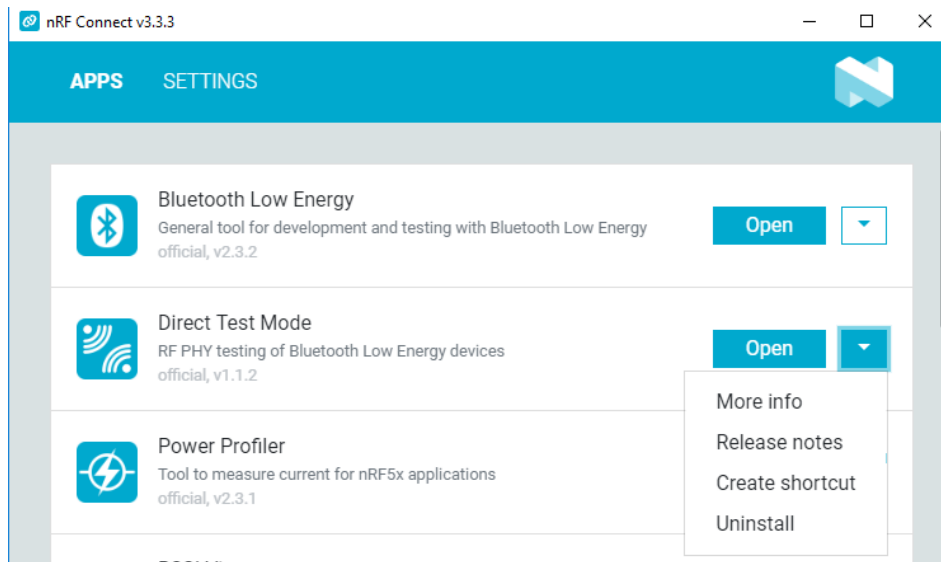 nRF Connect v3.3.3
APPS SETTINGS
Bluetooth Low Energy
General tool for development and testing with Bluetooth Low Energy
official, v2.3.2
Open
Direct Test Mode
RF PHY testing of Bluetooth Low Energy devices
official, v1.1.2
Open
More info
Release notes
Create shortcut
Uninstall
Power Profiler
Tool to measure current for nRF5x applications
official, v2.3.1